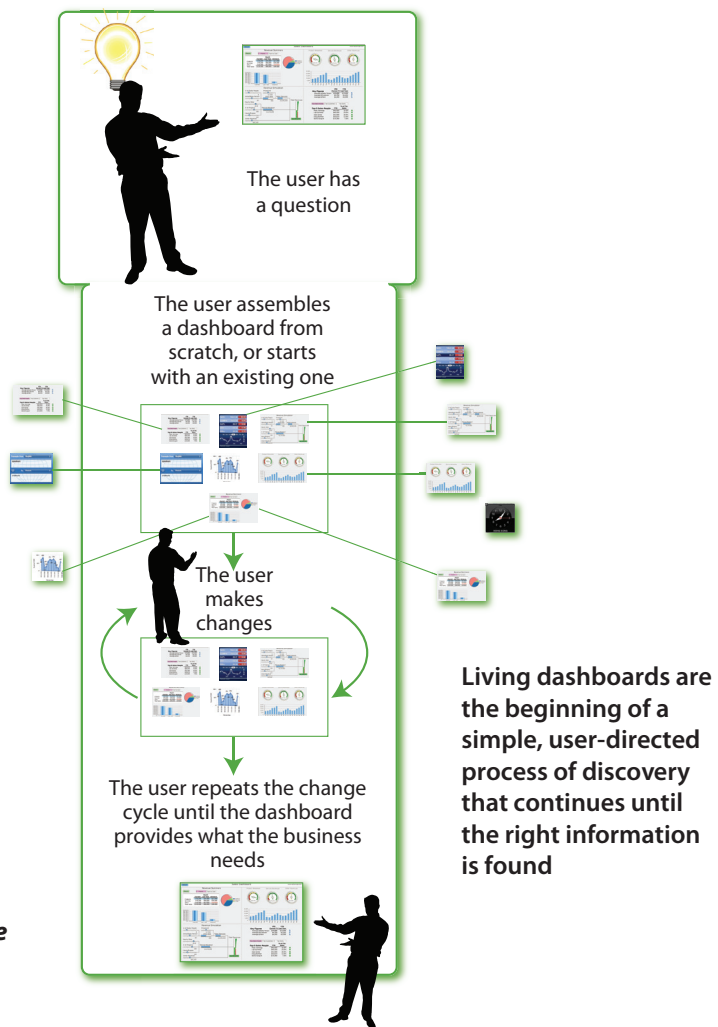 The user has
a question
The user assembles
a dashboard from
scratch, or starts
with an existing one
The user
makes
changes
The user repeats the change
cycle until the dashboard
provides what the business
needs
Living dashboards are
the beginning of a
simple, user-directed
process of discovery
that continues until
the right information
is found
e